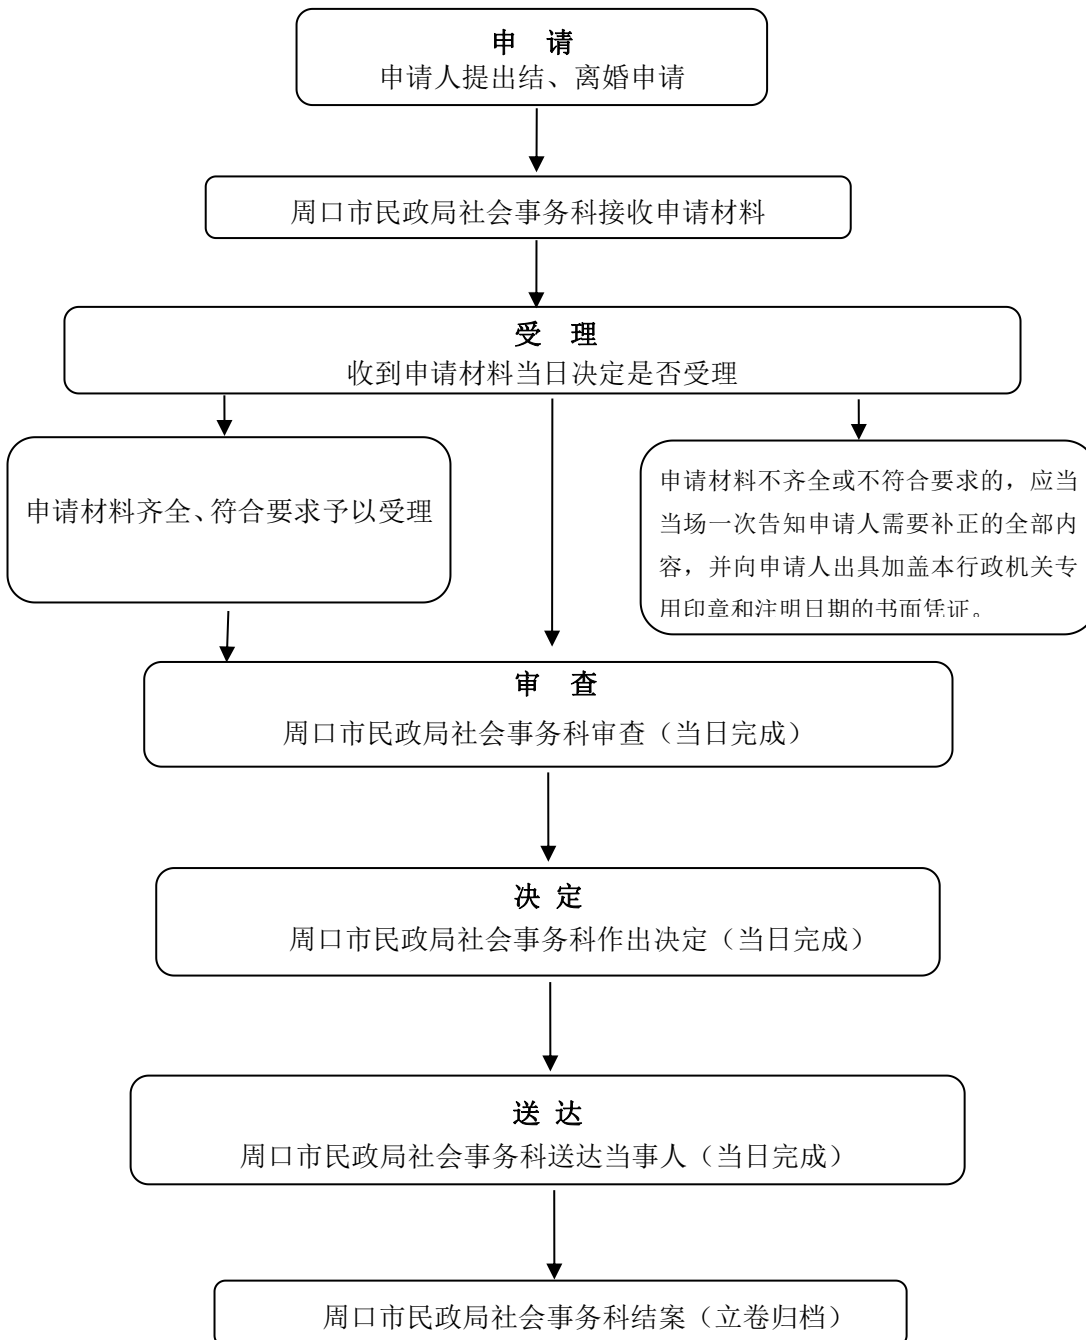 申 请
申请人提出结、离婚申请
周口市民政局社会事务科接收申请材料
受 理
收到申请材料当日决定是否受理
申请材料齐全、符合要求予以受理
申请材料不齐全或不符合要求的，应当
当场一次告知申请人需要补正的全部内
容，并向申请人出具加盖本行政机关专
用印章和注明日期的书面凭证。
审 查
周口市民政局社会事务科审查（当日完成）
决 定
周口市民政局社会事务科作出决定（当日完成）
送 达
周口市民政局社会事务科送达当事人（当日完成）
周口市民政局社会事务科结案（立卷归档）